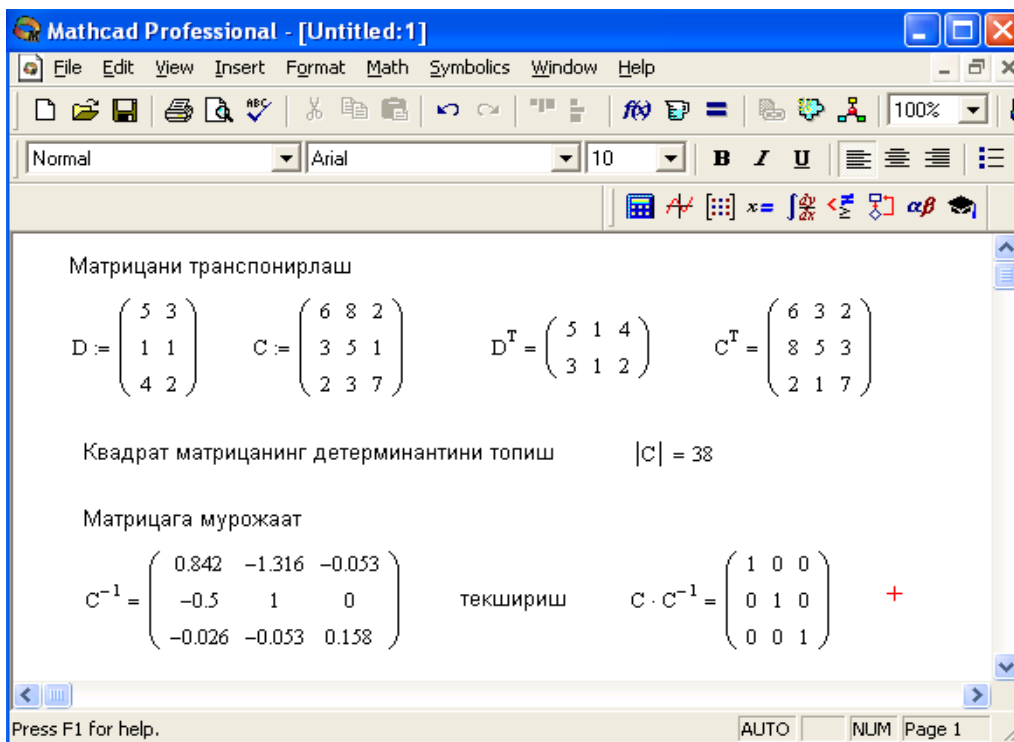 Mathcad Professional - [Untitled:1]
File Edit View Insert Format Math Symbolics Window Help
ABC f(x) = 100%
Normal Arial 10 B I U
x= ∫ dy/dx <≠≥ αβ
Матрицани транспонирлаш
D := ( 5 3 ; 1 1 ; 4 2 ) C := ( 6 8 2 ; 3 5 1 ; 2 3 7 ) D^T = ( 5 1 4 ; 3 1 2 ) C^T = ( 6 3 2 ; 8 5 3 ; 2 1 7 )
Квадрат матрицанинг детерминантини топиш |C| = 38
Матрицага мурожаат
C^-1 = ( 0.842 -1.316 -0.053 ; -0.5 1 0 ; -0.026 -0.053 0.158 ) текшириш C · C^-1 = ( 1 0 0 ; 0 1 0 ; 0 0 1 ) +
Press F1 for help. AUTO NUM Page 1